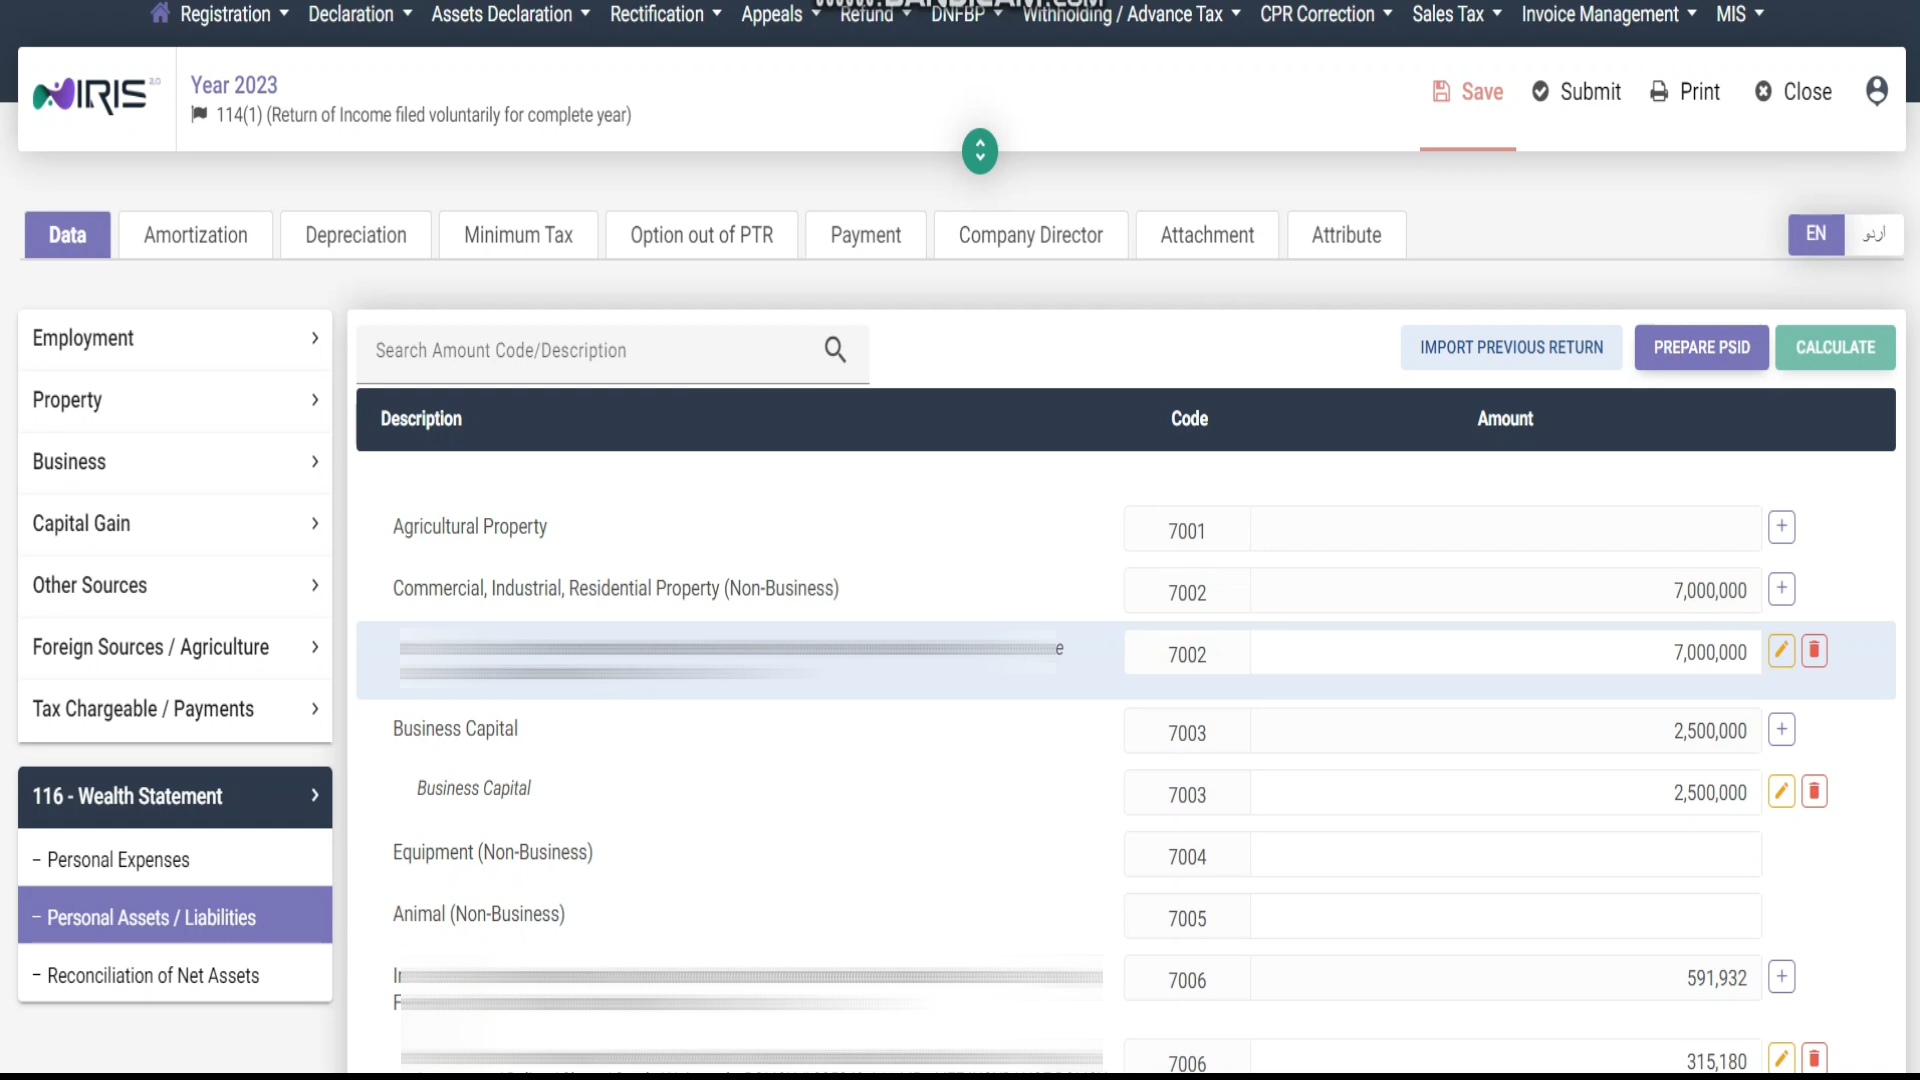 Registration Declaration Assets Declaration Rectification Appeals Refund DNFBP Withholding / Advance Tax CPR Correction Sales Tax Invoice Management MIS
www.BANDICAM.com
IRIS 2.0
Year 2023
114(1) (Return of Income filed voluntarily for complete year)
Save Submit Print Close
Data Amortization Depreciation Minimum Tax Option out of PTR Payment Company Director Attachment Attribute
EN اردو
Employment
Property
Business
Capital Gain
Other Sources
Foreign Sources / Agriculture
Tax Chargeable / Payments
116 - Wealth Statement
– Personal Expenses
– Personal Assets / Liabilities
– Reconciliation of Net Assets
Search Amount Code/Description
IMPORT PREVIOUS RETURN PREPARE PSID CALCULATE
Description Code Amount
Agricultural Property 7001
Commercial, Industrial, Residential Property (Non-Business) 7002 7,000,000
7002 7,000,000
Business Capital 7003 2,500,000
Business Capital 7003 2,500,000
Equipment (Non-Business) 7004
Animal (Non-Business) 7005
7006 591,932
7006 315,180